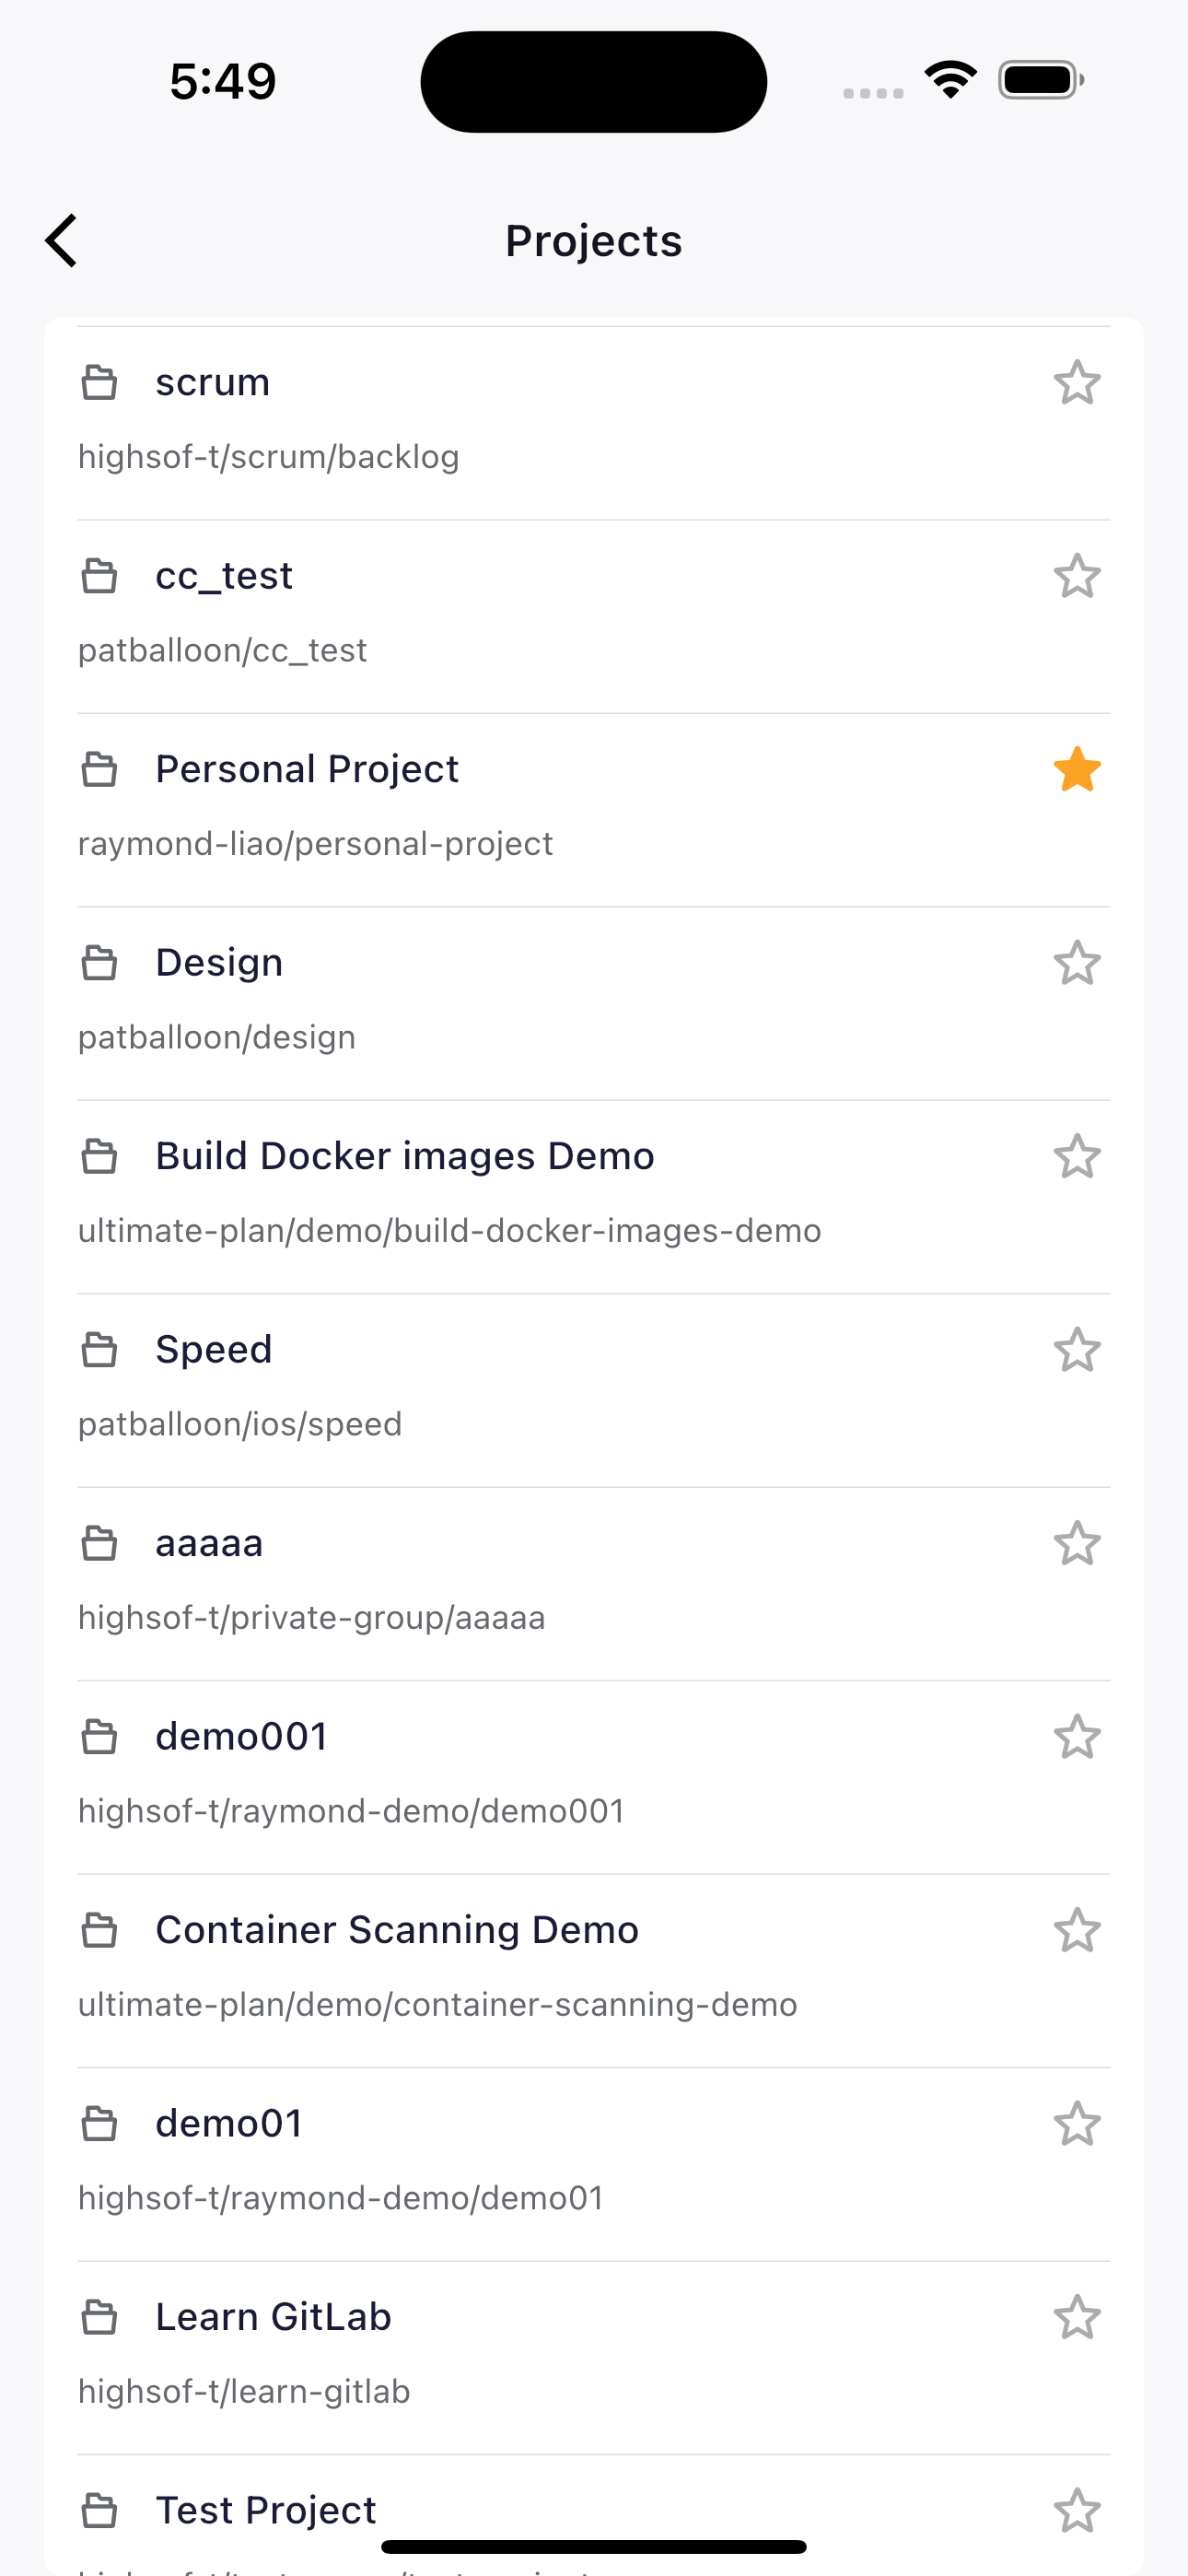 5:49
Projects
scrum
highsof-t/scrum/backlog
cc_test
patballoon/cc_test
Personal Project
raymond-liao/personal-project
Design
patballoon/design
Build Docker images Demo
ultimate-plan/demo/build-docker-images-demo
Speed
patballoon/ios/speed
aaaaa
highsof-t/private-group/aaaaa
demo001
highsof-t/raymond-demo/demo001
Container Scanning Demo
ultimate-plan/demo/container-scanning-demo
demo01
highsof-t/raymond-demo/demo01
Learn GitLab
highsof-t/learn-gitlab
Test Project